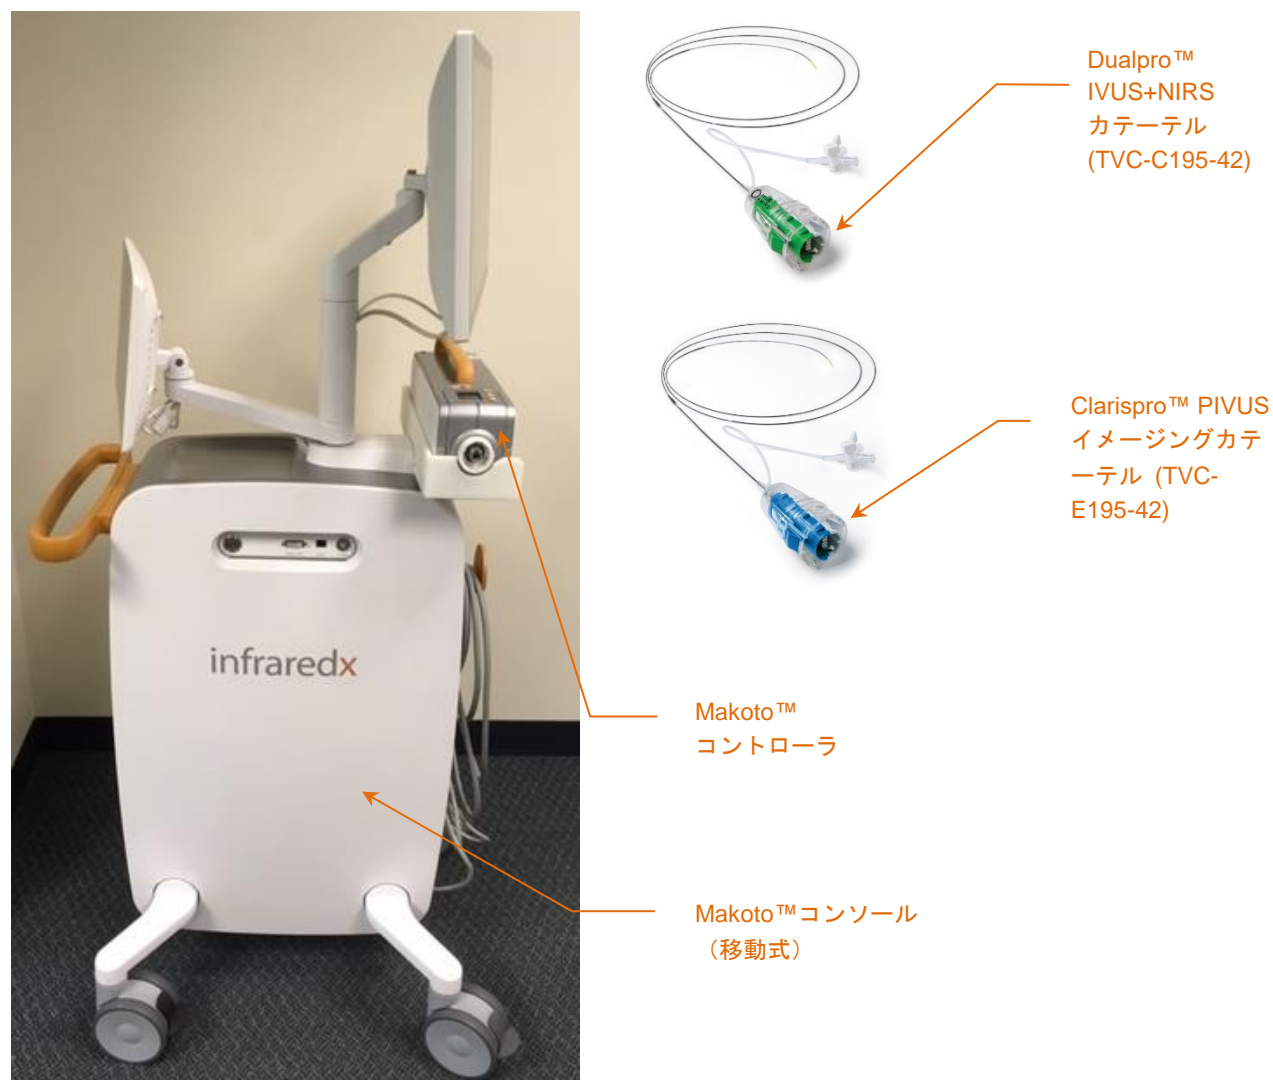 Dualpro™
IVUS+NIRS
カテーテル
(TVC-C195-42)
Clarispro™ PIVUS
イメージングカテ
ーテル (TVC-
E195-42)
infraredx
Makoto™
コントローラ
Makoto™コンソール
（移動式）